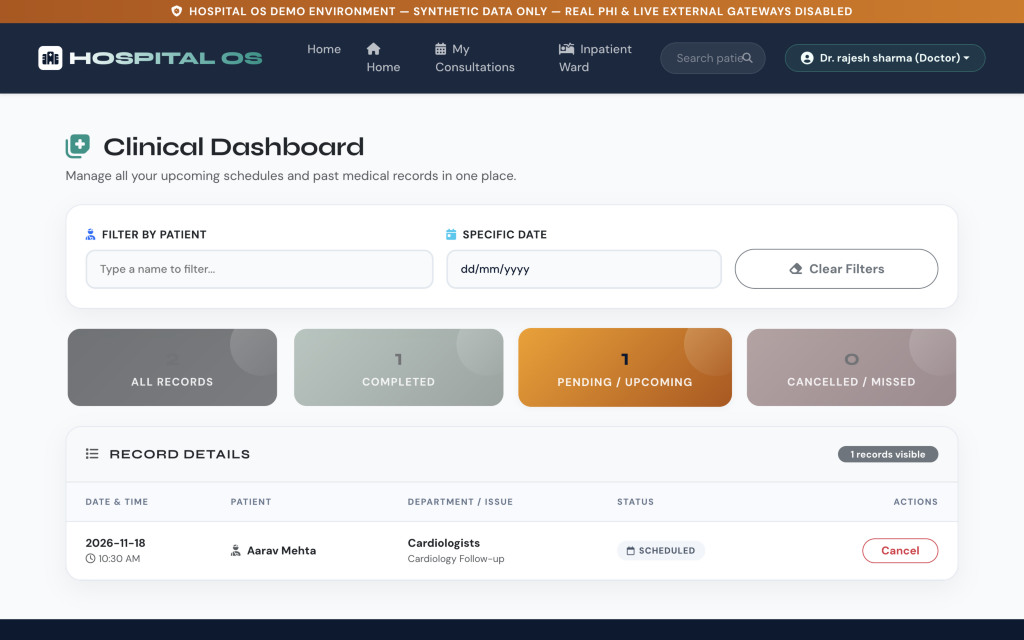 HOSPITAL OS DEMO ENVIRONMENT — SYNTHETIC DATA ONLY — REAL PHI & LIVE EXTERNAL GATEWAYS DISABLED
HOSPITAL OS
Home
Home
My Consultations
Inpatient Ward
Search patie
Dr. rajesh sharma (Doctor)
Clinical Dashboard
Manage all your upcoming schedules and past medical records in one place.
FILTER BY PATIENT
Type a name to filter...
SPECIFIC DATE
dd/mm/yyyy
Clear Filters
2
ALL RECORDS
1
COMPLETED
1
PENDING / UPCOMING
0
CANCELLED / MISSED
RECORD DETAILS
1 records visible
DATE & TIME PATIENT DEPARTMENT / ISSUE STATUS ACTIONS
2026-11-18
10:30 AM
Aarav Mehta
Cardiologists
Cardiology Follow-up
SCHEDULED
Cancel